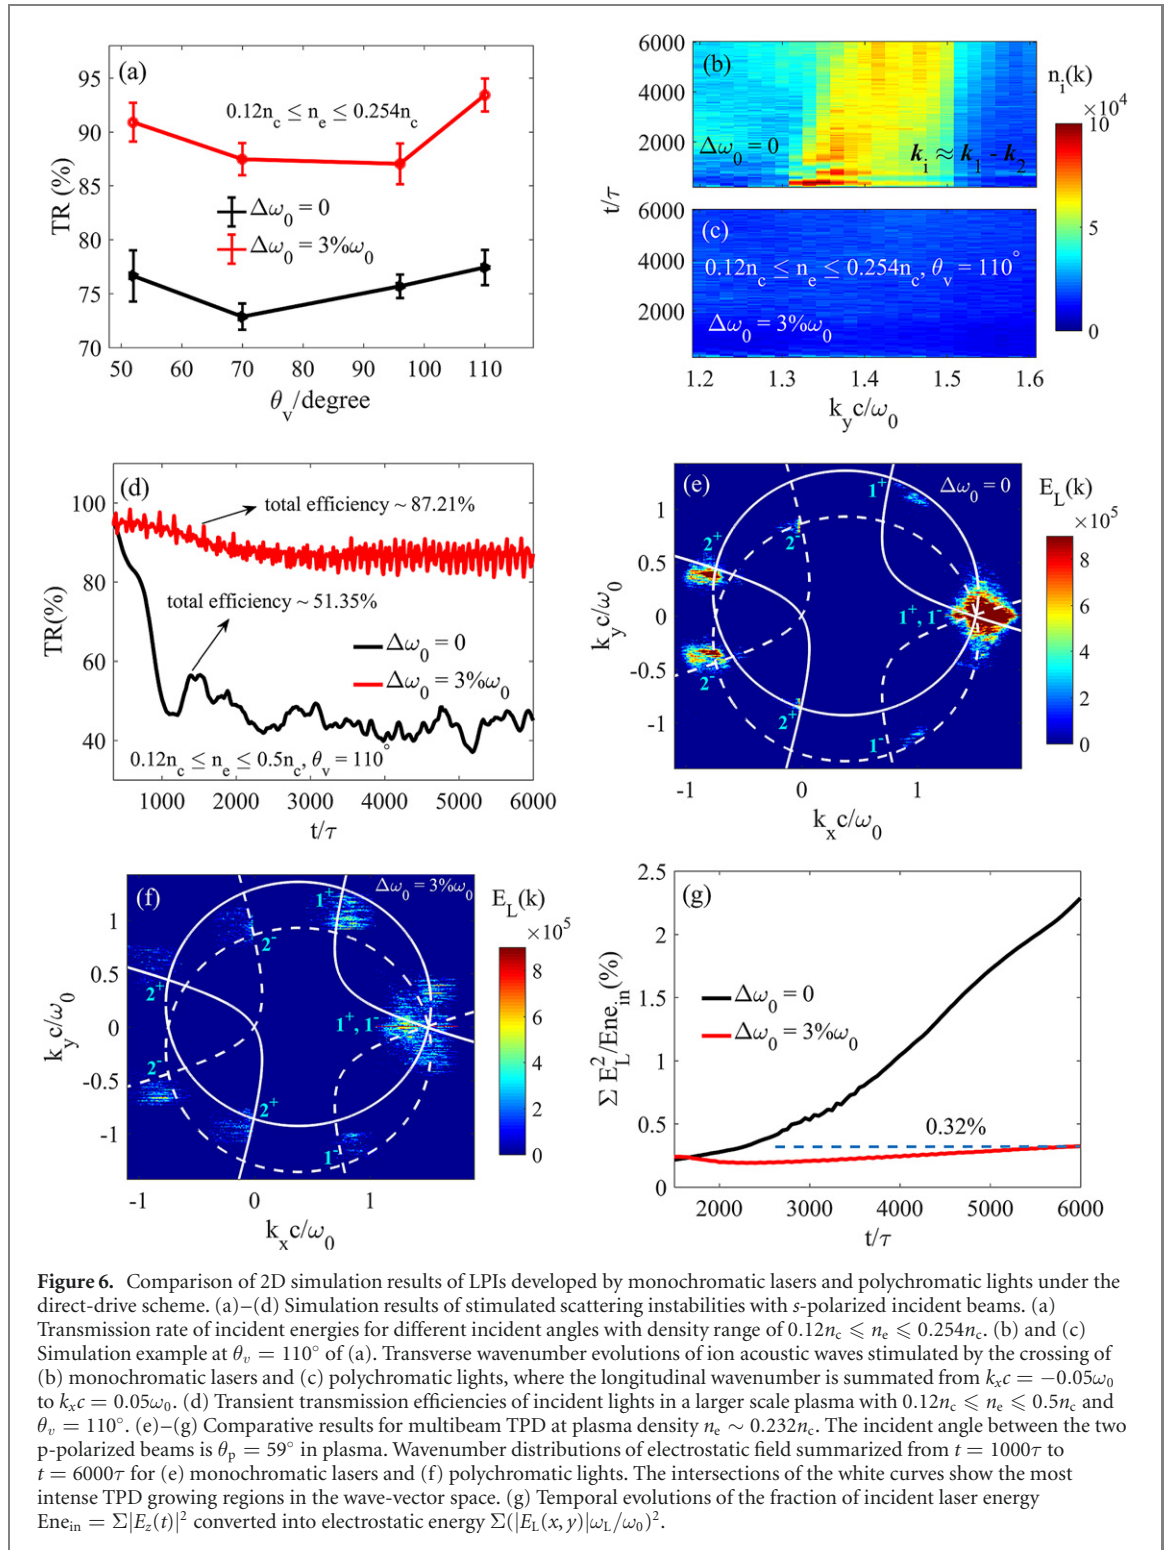 (a)
0.12n_c ≤ n_e ≤ 0.254n_c
Δω_0 = 0
Δω_0 = 3%ω_0
TR (%)
95
90
85
80
75
70
50 60 70 80 90 100 110
θ_v/degree
(b)
Δω_0 = 0
k_i ≈ k_1 - k_2
6000
4000
2000
t/τ
6000
4000
2000
(c)
0.12n_c ≤ n_e ≤ 0.254n_c, θ_v = 110°
Δω_0 = 3%ω_0
1.2 1.3 1.4 1.5 1.6
k_y c/ω_0
n_i(k)
×10^4
10
5
0
(d)
total efficiency ~ 87.21%
total efficiency ~ 51.35%
Δω_0 = 0
Δω_0 = 3%ω_0
0.12n_c ≤ n_e ≤ 0.5n_c, θ_v = 110°
TR(%)
100
80
60
40
1000 2000 3000 4000 5000 6000
t/τ
(e)
Δω_0 = 0
1^+
2^+
2^-
1^+, 1^-
2^-
2^+
1^-
k_y c/ω_0
1
0.5
0
-0.5
-1
-1 0 1
k_x c/ω_0
E_L(k)
×10^5
8
6
4
2
0
(f)
Δω_0 = 3%ω_0
1^+
2^-
2^+
1^+, 1^-
2^-
2^+
1^-
k_y c/ω_0
1
0.5
0
-0.5
-1
-1 0 1
k_x c/ω_0
E_L(k)
×10^5
8
6
4
2
0
(g)
Δω_0 = 0
Δω_0 = 3%ω_0
0.32%
Σ E_L^2/Ene_in(%)
2.5
2
1.5
1
0.5
0
2000 3000 4000 5000 6000
t/τ
Figure 6. Comparison of 2D simulation results of LPIs developed by monochromatic lasers and polychromatic lights under the
direct-drive scheme. (a)–(d) Simulation results of stimulated scattering instabilities with s-polarized incident beams. (a)
Transmission rate of incident energies for different incident angles with density range of 0.12n_c ⩽ n_e ⩽ 0.254n_c. (b) and (c)
Simulation example at θ_v = 110° of (a). Transverse wavenumber evolutions of ion acoustic waves stimulated by the crossing of
(b) monochromatic lasers and (c) polychromatic lights, where the longitudinal wavenumber is summated from k_xc = −0.05ω_0
to k_xc = 0.05ω_0. (d) Transient transmission efficiencies of incident lights in a larger scale plasma with 0.12n_c ⩽ n_e ⩽ 0.5n_c and
θ_v = 110°. (e)–(g) Comparative results for multibeam TPD at plasma density n_e ∼ 0.232n_c. The incident angle between the two
p-polarized beams is θ_p = 59° in plasma. Wavenumber distributions of electrostatic field summarized from t = 1000τ to
t = 6000τ for (e) monochromatic lasers and (f) polychromatic lights. The intersections of the white curves show the most
intense TPD growing regions in the wave-vector space. (g) Temporal evolutions of the fraction of incident laser energy
Ene_in = Σ|E_z(t)|^2 converted into electrostatic energy Σ(|E_L(x, y)|ω_L/ω_0)^2.